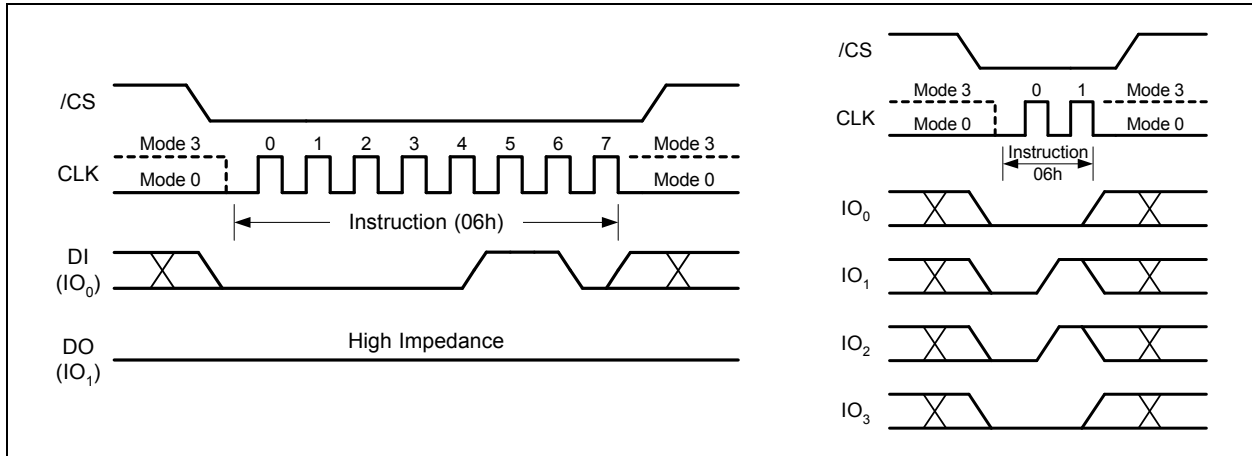 /CS
Mode 3 0 1 2 3 4 5 6 7 Mode 3
CLK
Mode 0 Mode 0
Instruction (06h)
DI
(IO0)
High Impedance
DO
(IO1)
/CS
Mode 3 0 1 Mode 3
CLK
Mode 0 Mode 0
Instruction
06h
IO0
IO1
IO2
IO3